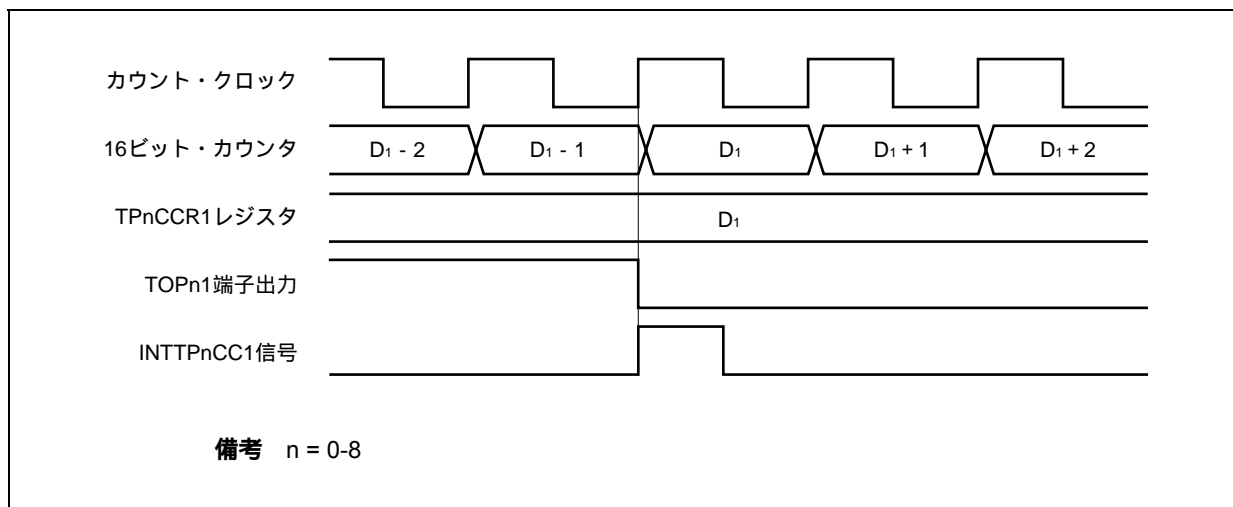 カウント・クロック
16ビット・カウンタ D₁ - 2 D₁ - 1 D₁ D₁ + 1 D₁ + 2
TPnCCR1レジスタ D₁
TOPn1端子出力
INTTPnCC1信号
備考 n = 0-8